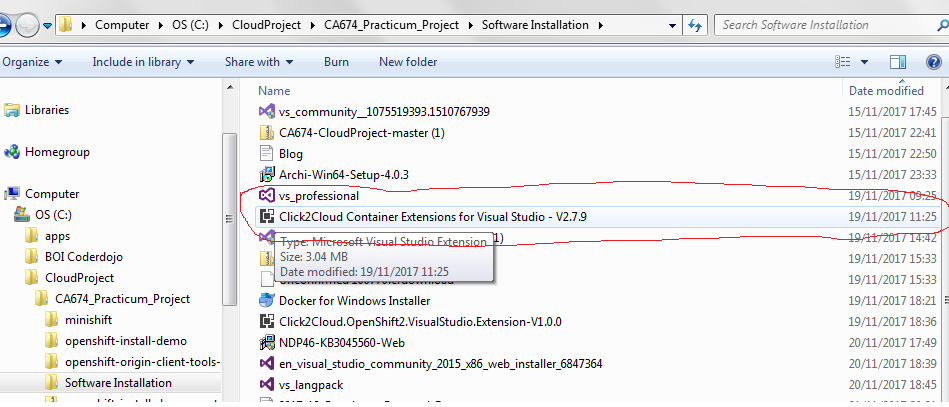 Computer OS (C:) CloudProject CA674_Practicum_Project Software Installation Search Software Installation
Organize Include in library Share with Burn New folder
Libraries
Homegroup
Computer
OS (C:)
apps
BOI Coderdojo
CloudProject
CA674_Practicum_Project
minishift
openshift-install-demo
openshift-origin-client-tools-
Software Installation
Name Date modified
vs_community__1075519393.1510767939 15/11/2017 17:45
CA674-CloudProject-master (1) 15/11/2017 22:41
Blog 15/11/2017 22:50
Archi-Win64-Setup-4.0.3 15/11/2017 23:33
vs_professional 19/11/2017 09:25
Click2Cloud Container Extensions for Visual Studio - V2.7.9 19/11/2017 11:25
1) 19/11/2017 14:42
Type: Microsoft Visual Studio Extension
Size: 3.04 MB
Date modified: 19/11/2017 11:25
19/11/2017 15:33
19/11/2017 15:33
Docker for Windows Installer 19/11/2017 18:21
Click2Cloud.OpenShift2.VisualStudio.Extension-V1.0.0 19/11/2017 18:36
NDP46-KB3045560-Web 20/11/2017 17:49
en_visual_studio_community_2015_x86_web_installer_6847364 20/11/2017 18:39
vs_langpack 20/11/2017 18:45